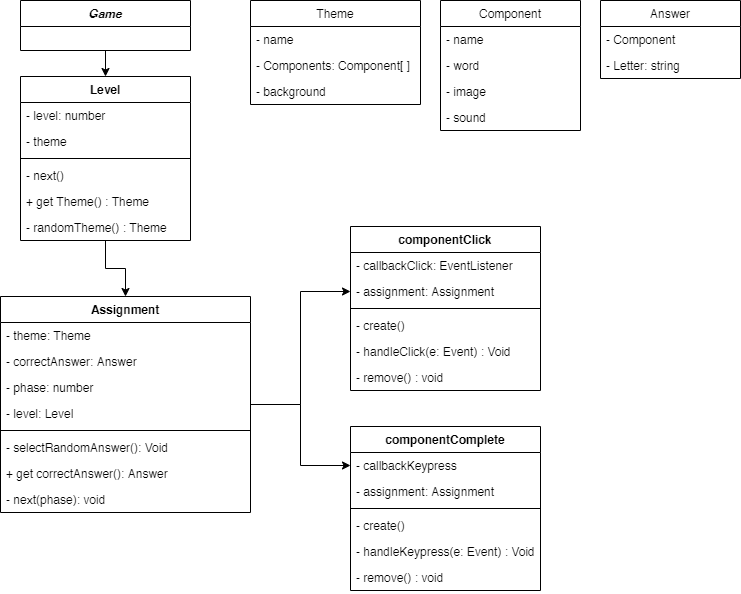 Game
Level
- level: number
- theme
- next()
+ get Theme() : Theme
- randomTheme() : Theme
Theme
- name
- Components: Component[ ]
- background
Component
- name
- word
- image
- sound
Answer
- Component
- Letter: string
Assignment
- theme: Theme
- correctAnswer: Answer
- phase: number
- level: Level
- selectRandomAnswer(): Void
+ get correctAnswer(): Answer
- next(phase): void
componentClick
- callbackClick: EventListener
- assignment: Assignment
- create()
- handleClick(e: Event) : Void
- remove() : void
componentComplete
- callbackKeypress
- assignment: Assignment
- create()
- handleKeypress(e: Event) : Void
- remove() : void